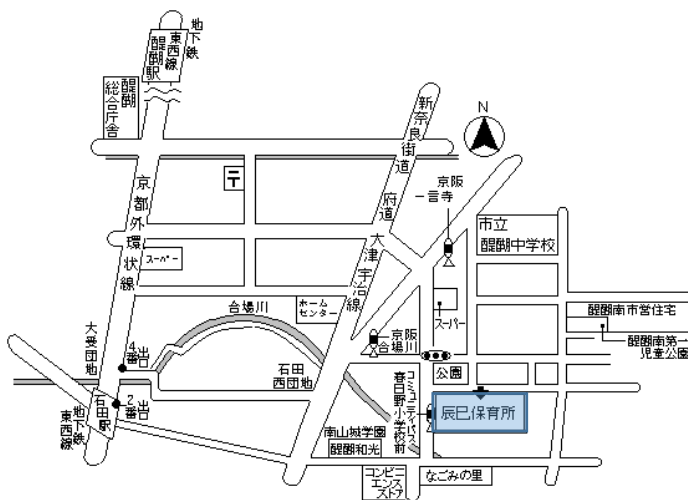 地下鉄
東西線
醍醐駅
醍醐
総合庁舎
新奈良街道
N
〒
京阪
一言寺
府道
大津宇治線
京都外環状線
市立
醍醐中学校
スーパー
醍醐南市営住宅
合場川
ホーム
センター
スーパー
醍醐南第一
児童公園
大受団地
4番出口
京阪
合場川
石田
西団地
公園
コミュニティバス
春日野小学校前
2番出口
石田駅
地下鉄
東西線
辰巳保育所
南山城学園
醍醐和光
コンビニ
エンス
ストア
なごみの里